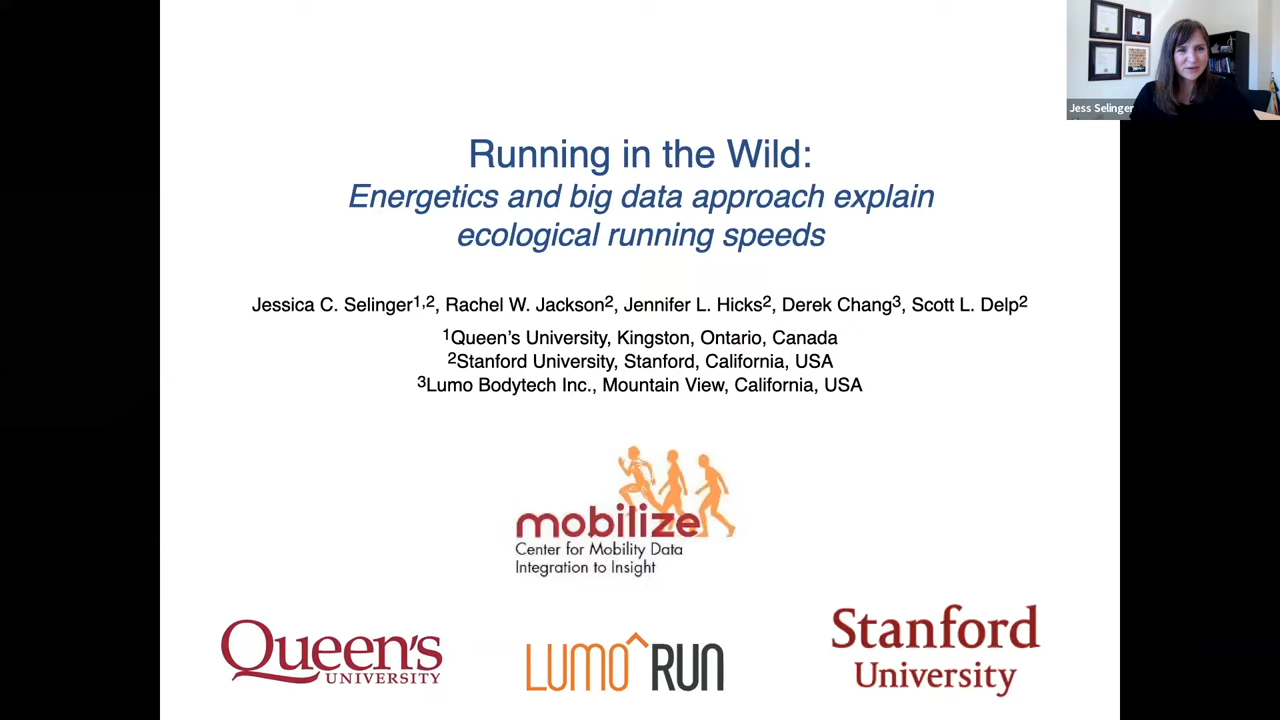 Jess Selinger
Running in the Wild:
Energetics and big data approach explain
ecological running speeds
Jessica C. Selinger1,2, Rachel W. Jackson2, Jennifer L. Hicks2, Derek Chang3, Scott L. Delp2
1Queen's University, Kingston, Ontario, Canada
2Stanford University, Stanford, California, USA
3Lumo Bodytech Inc., Mountain View, California, USA
mobilize
Center for Mobility Data
Integration to Insight
Queen's
UNIVERSITY
LUMO RUN
Stanford
University